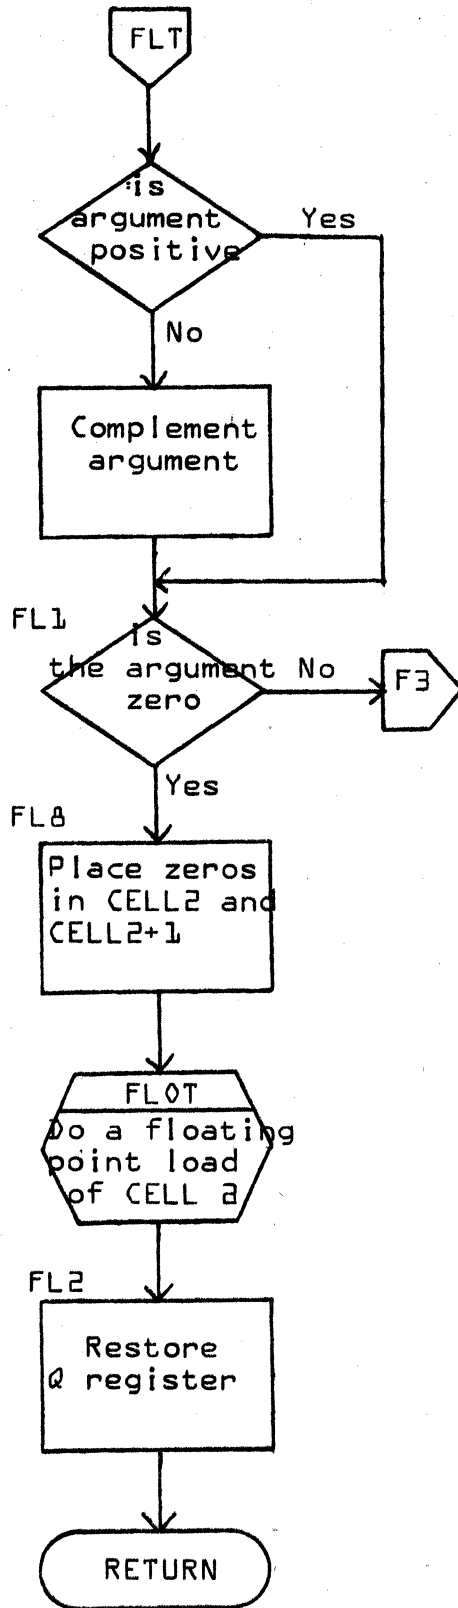 FLT
is
argument
positive
Yes
No
Complement
argument
FL1
is
the argument
zero
No
F3
Yes
FL8
Place zeros
in CELL2 and
CELL2+1
FLOT
Do a floating
point load
of CELL 2
FL2
Restore
Q register
RETURN